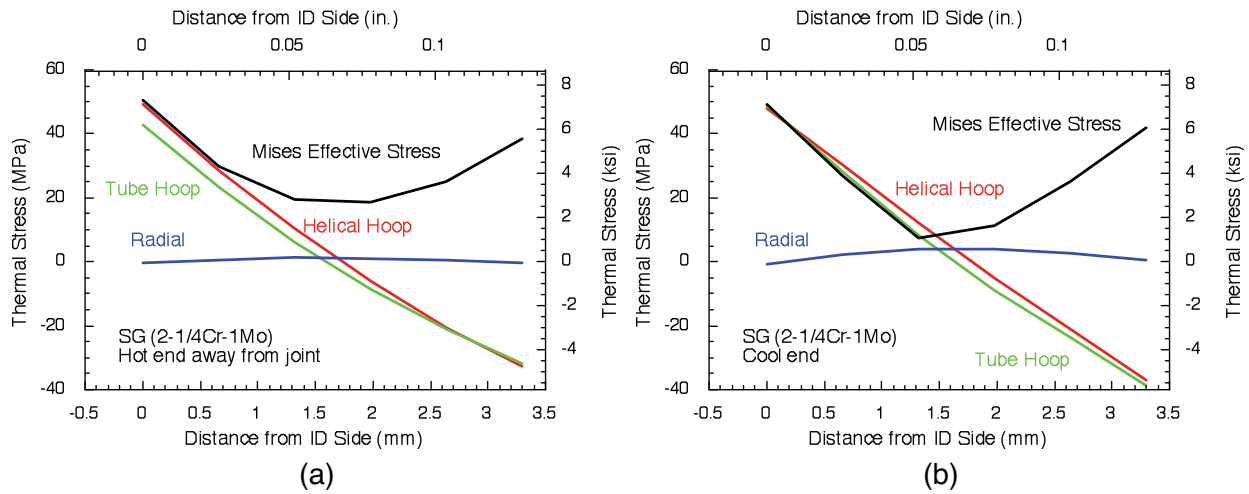 Distance from ID Side (in.)
0 0.05 0.1
60
40
20
0
-20
-40
8
6
4
2
0
-2
-4
Thermal Stress (MPa)
Thermal Stress (ksi)
Mises Effective Stress
Tube Hoop
Helical Hoop
Radial
SG (2-1/4Cr-1Mo)
Hot end away from joint
-0.5 0 0.5 1 1.5 2 2.5 3 3.5
Distance from ID Side (mm)
(a)
Distance from ID Side (in.)
0 0.05 0.1
60
40
20
0
-20
-40
8
6
4
2
0
-2
-4
Thermal Stress (MPa)
Thermal Stress (ksi)
Mises Effective Stress
Helical Hoop
Radial
SG (2-1/4Cr-1Mo)
Cool end
Tube Hoop
-0.5 0 0.5 1 1.5 2 2.5 3 3.5
Distance from ID Side (mm)
(b)